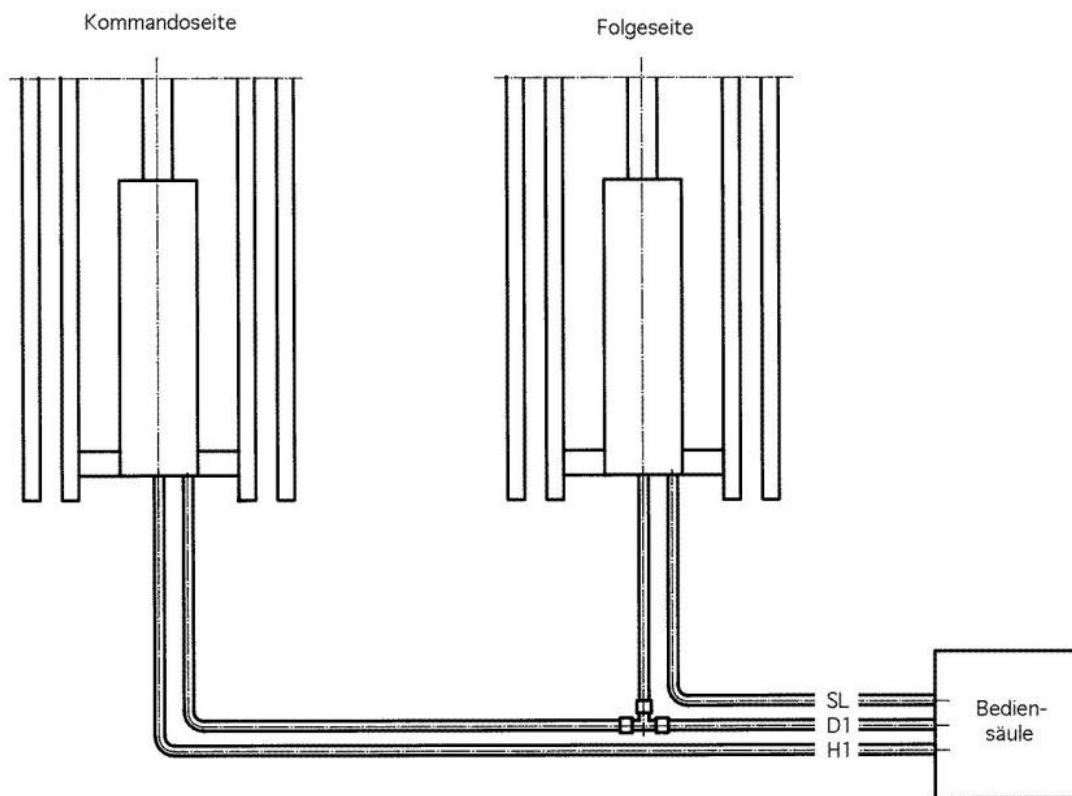 Kommandoseite
Folgeseite
SL
D1
H1
Bedien-
säule